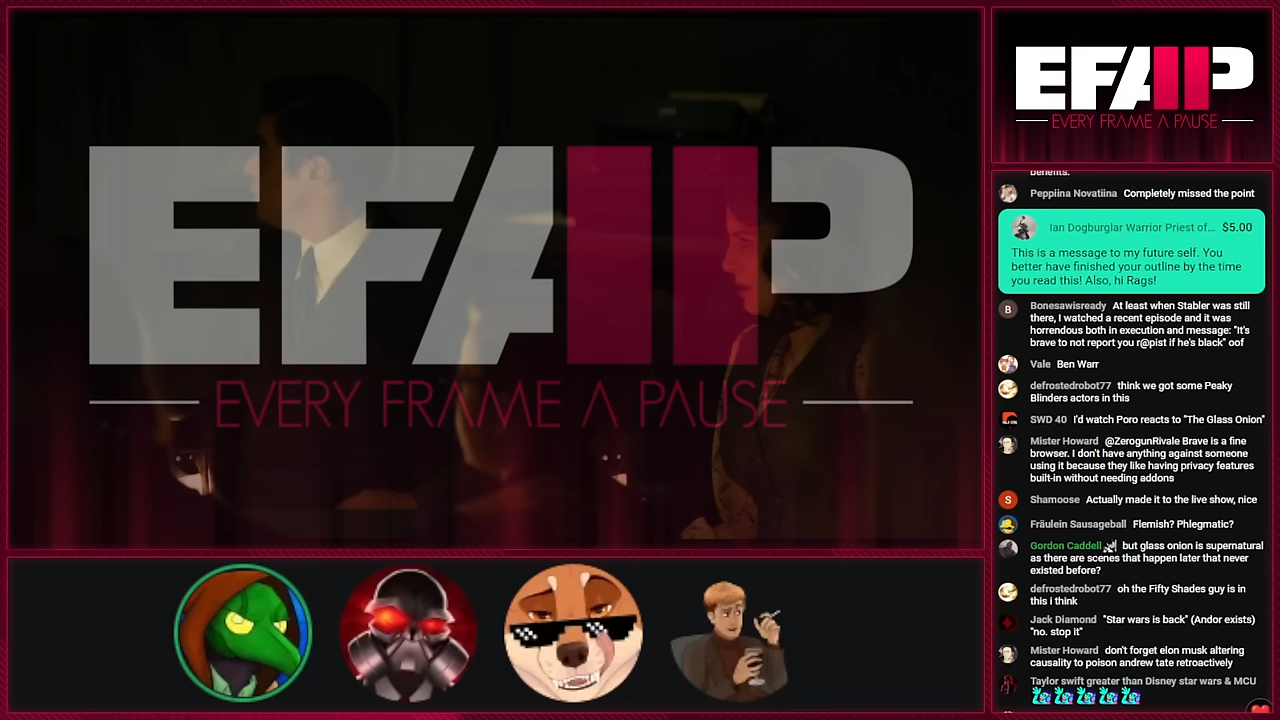 EFAP
EVERY FRAME A PAUSE
EFAP
EVERY FRAME A PAUSE
benefits.
Peppiina Novatiina Completely missed the point
Ian Dogburglar Warrior Priest of... $5.00
This is a message to my future self. You
better have finished your outline by the time
you read this! Also, hi Rags!
B
Bonesawisready At least when Stabler was still
there, I watched a recent episode and it was
horrendous both in execution and message: "It's
brave to not report you r@pist if he's black" oof
Vale Ben Warr
defrostedrobot77 think we got some Peaky
Blinders actors in this
SWD 40 I'd watch Poro reacts to "The Glass Onion"
Mister Howard @ZerogunRivale Brave is a fine
browser. I don't have anything against someone
using it because they like having privacy features
built-in without needing addons
S
Shamoose Actually made it to the live show, nice
Fräulein Sausageball Flemish? Phlegmatic?
Gordon Caddell but glass onion is supernatural
as there are scenes that happen later that never
existed before?
defrostedrobot77 oh the Fifty Shades guy is in
this i think
Jack Diamond "Star wars is back" (Andor exists)
"no. stop it"
Mister Howard don't forget elon musk altering
causality to poison andrew tate retroactively
Taylor swift greater than Disney star wars & MCU